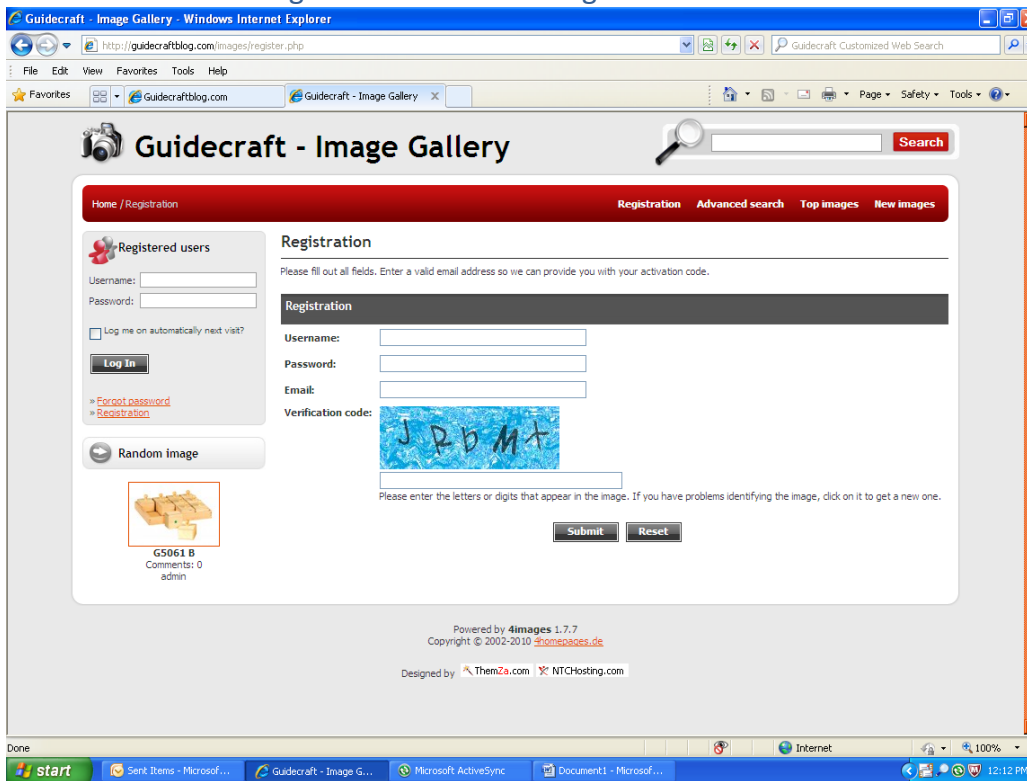 Guidecraft - Image Gallery - Windows Internet Explorer
http://guidecraftblog.com/images/register.php
Guidecraft Customized Web Search
File Edit View Favorites Tools Help
Favorites
Guidecraftblog.com
Guidecraft - Image Gallery
Page Safety Tools
Guidecraft - Image Gallery
Search
Home / Registration
Registration Advanced search Top images New images
Registered users
Username:
Password:
Log me on automatically next visit?
Log In
» Forgot password
» Registration
Random image
G5061 B
Comments: 0
admin
Registration
Please fill out all fields. Enter a valid email address so we can provide you with your activation code.
Registration
Username:
Password:
Email:
Verification code:
J R b M t
Please enter the letters or digits that appear in the image. If you have problems identifying the image, click on it to get a new one.
Submit Reset
Powered by 4images 1.7.7
Copyright © 2002-2010 4homepages.de
Designed by ThemZa.com NTCHosting.com
Done
Internet
100%
start
Sent Items - Microsof...
Guidecraft - Image G...
Microsoft ActiveSync
Document1 - Microsof...
12:12 PM